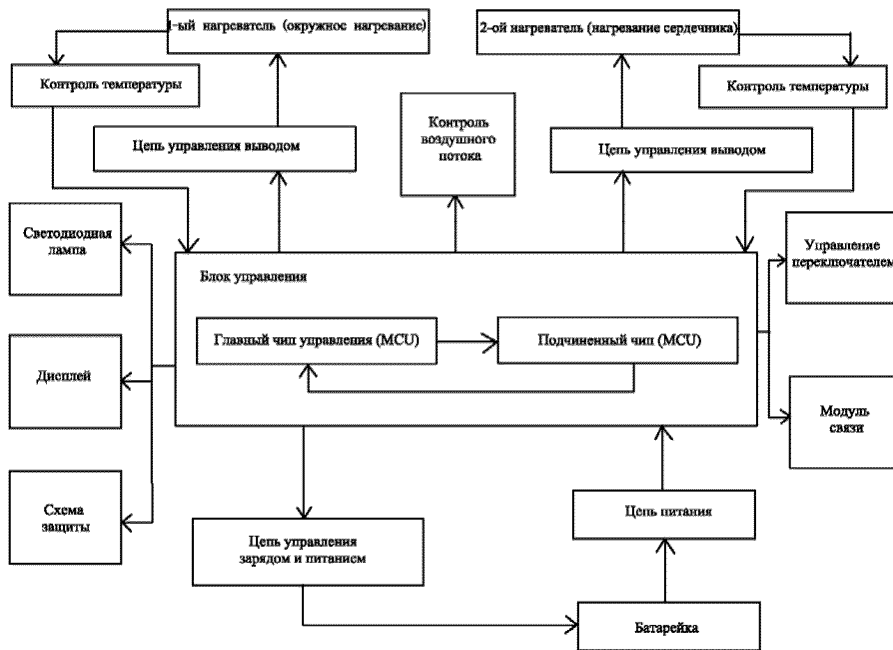 1-ый нагреватель (окружное нагревание)
2-ой нагреватель (нагревание сердечника)
Контроль температуры
Контроль температуры
Контроль
воздушного
потока
Цепь управления выводом
Цепь управления выводом
Светодиодная
лампа
Управление
переключателем
Блок управления
Главный чип управления (MCU)
Подчиненный чип (MCU)
Дисплей
Модуль
связи
Схема
защиты
Цепь питания
Цепь управления
зарядом и питанием
Батарейка